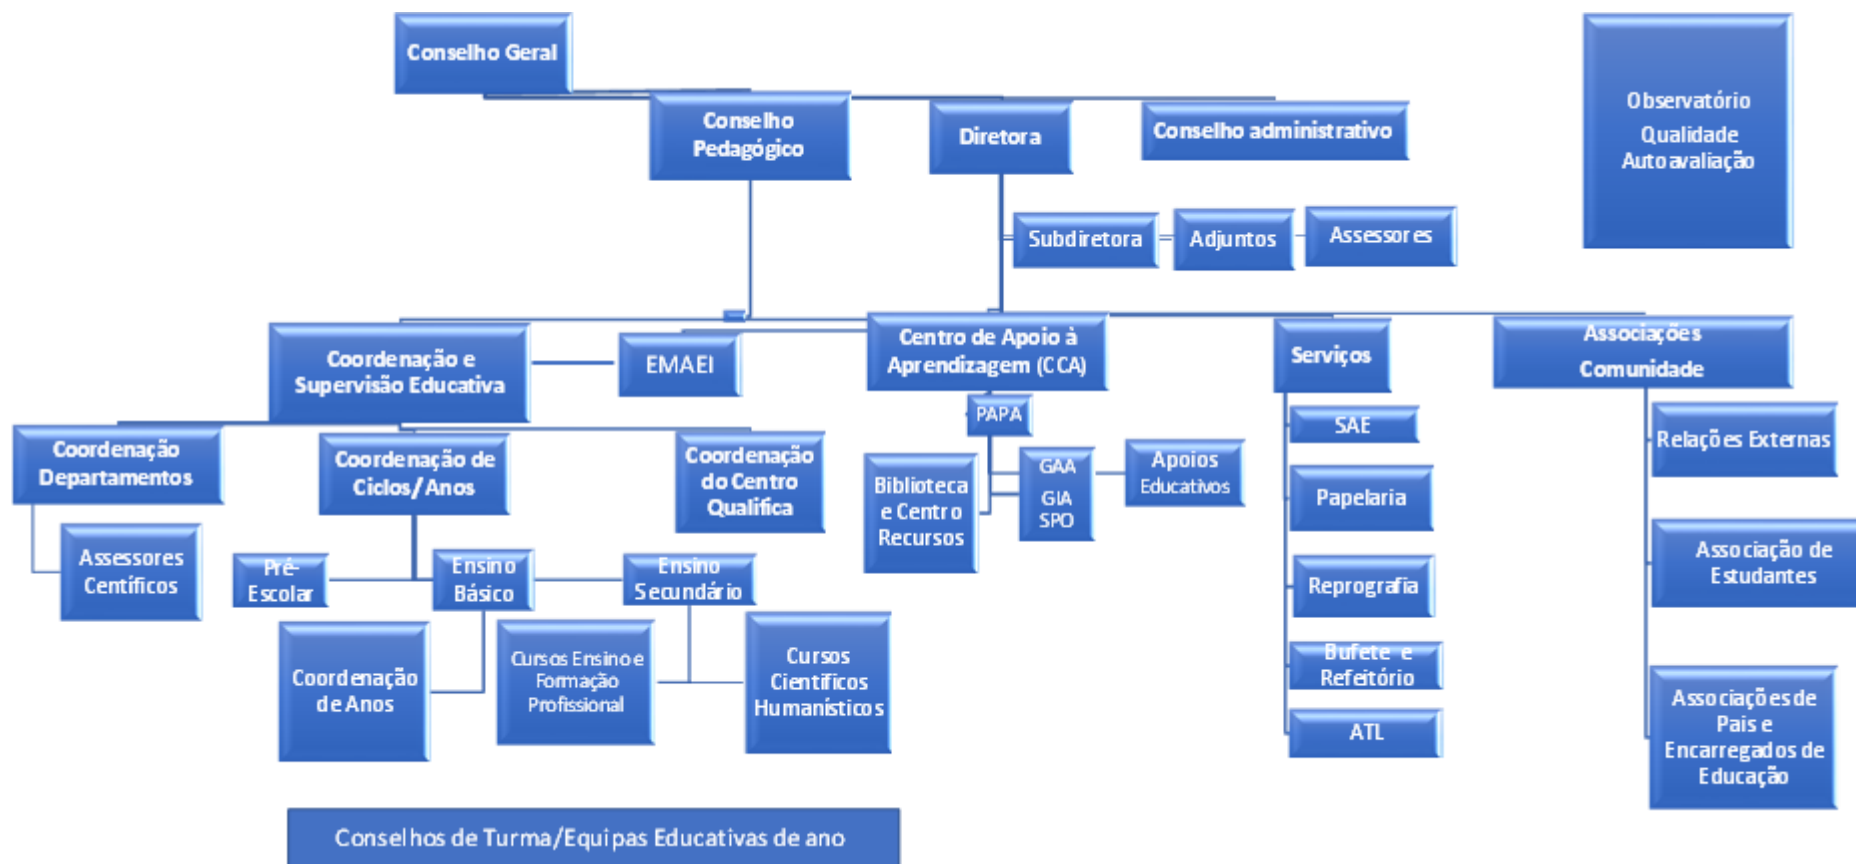 Conselho Geral
Conselho
Pedagógico
Diretora
Conselho administrativo
Observatório
Qualidade
Autoavaliação
Subdiretora
Adjuntos
Assessores
Coordenação e
Supervisão Educativa
EMAEI
Centro de Apoio à
Aprendizagem (CCA)
Serviços
Associações
Comunidade
Coordenação
Departamentos
Coordenação de
Ciclos/Anos
Coordenação
do Centro
Qualifica
PAPA
SAE
Relações Externas
Biblioteca
e Centro
Recursos
GAA
GIA
SPO
Apoios
Educativos
Papelaria
Assessores
Centíficos
Pré-
Escolar
Ensino
Básico
Ensino
Secundário
Reprografia
Associação de
Estudantes
Coordenação
de Anos
Cursos Ensino e
Formação
Profissional
Cursos
Científicos
Humanísticos
Bufete e
Refeitório
ATL
Associações de
Pais e
Encarregados de
Educação
Conselhos de Turma/Equipas Educativas de ano